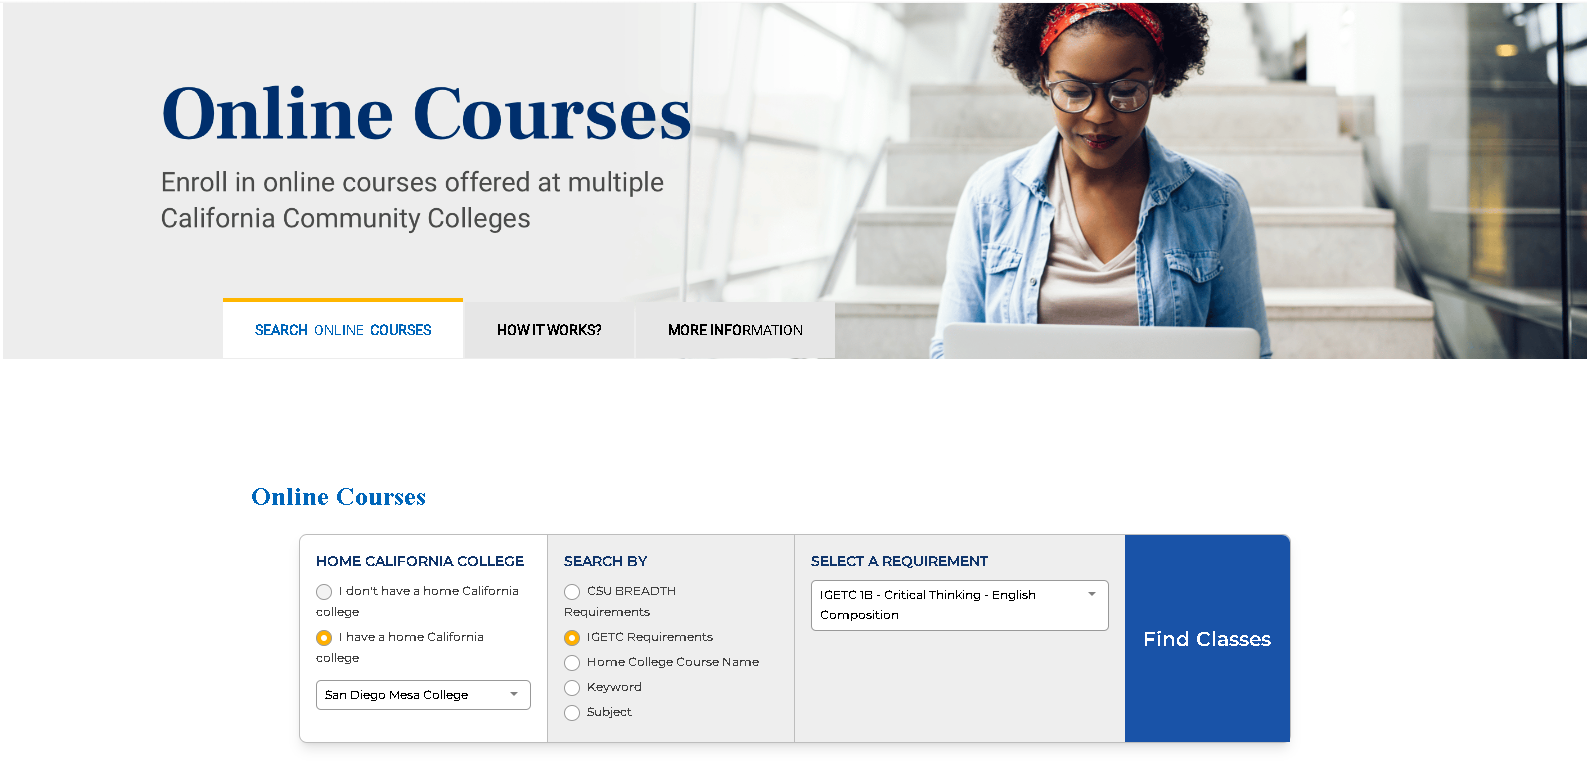 Online Courses
Enroll in online courses offered at multiple
California Community Colleges
SEARCH ONLINE COURSES
HOW IT WORKS?
MORE INFORMATION
Online Courses
HOME CALIFORNIA COLLEGE
I don't have a home California
college
I have a home California
college
San Diego Mesa College
SEARCH BY
CSU BREADTH
Requirements
IGETC Requirements
Home College Course Name
Keyword
Subject
SELECT A REQUIREMENT
IGETC 1B - Critical Thinking - English
Composition
Find Classes